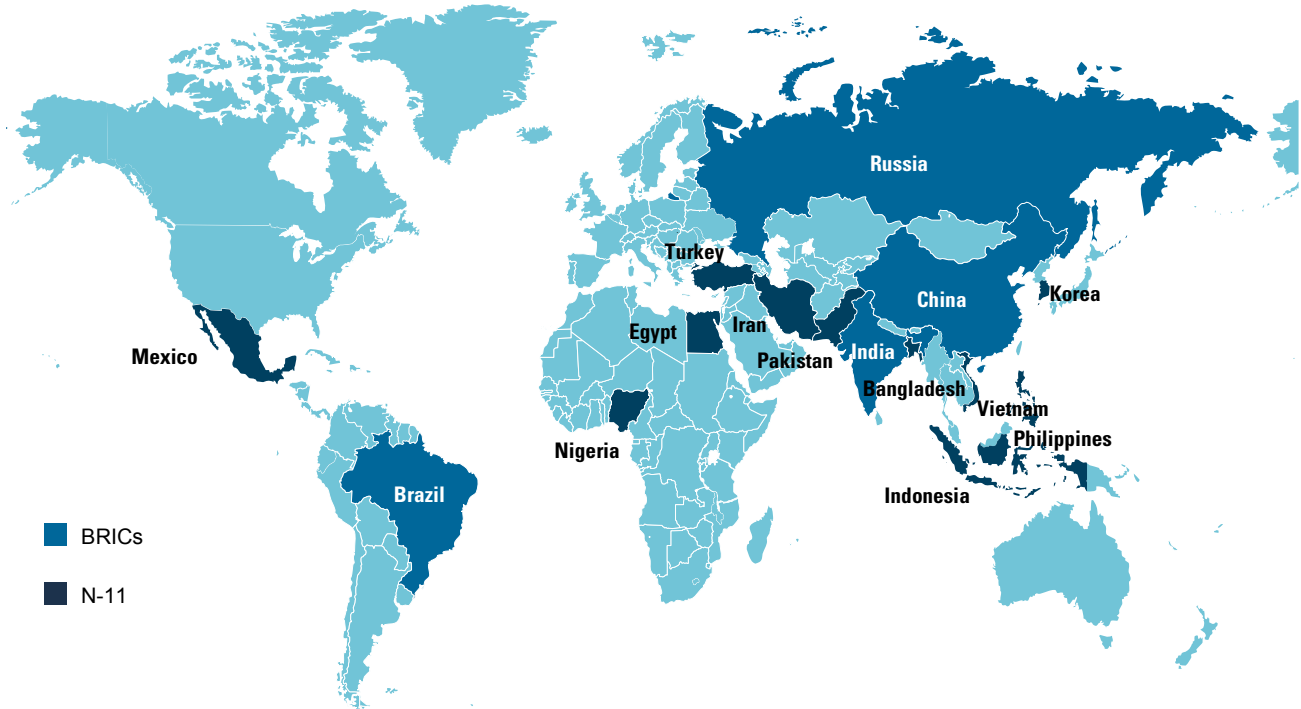 Russia
Turkey
China
Korea
Egypt
Iran
Mexico
Pakistan
India
Bangladesh
Vietnam
Philippines
Nigeria
Brazil
Indonesia
BRICs
N-11